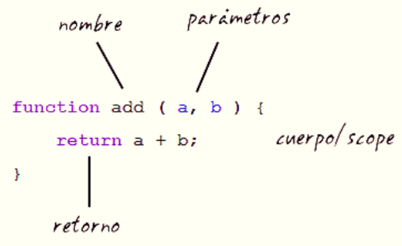 nombre parámetros
function add ( a, b ) {
return a + b; cuerpo/scope
}
retorno